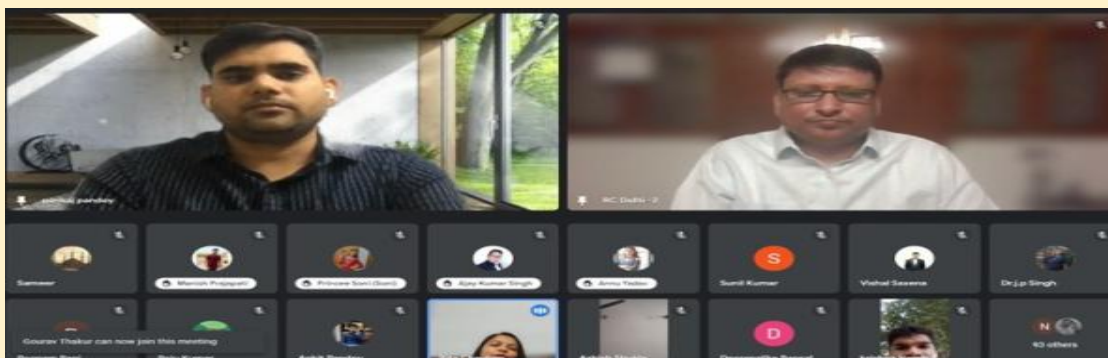 pankaj pandey
RC Delhi -2
Sameer
Manish Prajapati
Princee Soni (Soni)
Ajay Kumar Singh
Annu Yadav
Sunil Kumar
Vishal Saxena
Dr.j.p Singh
Gourav Thakur can now join this meeting
S
D
N
40 others